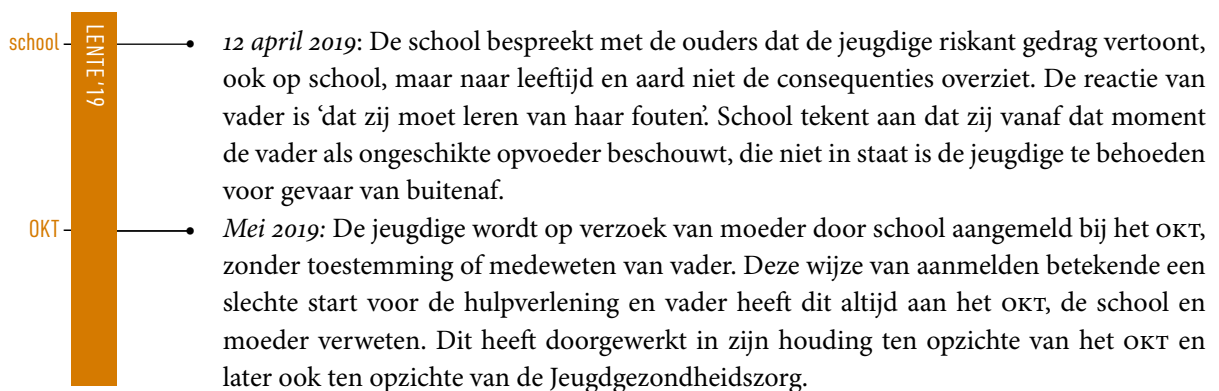 school
LENTE '19
12 april 2019: De school bespreekt met de ouders dat de jeugdige riskant gedrag vertoont,
ook op school, maar naar leeftijd en aard niet de consequenties overziet. De reactie van
vader is ‘dat zij moet leren van haar fouten’. School tekent aan dat zij vanaf dat moment
de vader als ongeschikte opvoeder beschouwt, die niet in staat is de jeugdige te behoeden
voor gevaar van buitenaf.
OKT
Mei 2019: De jeugdige wordt op verzoek van moeder door school aangemeld bij het OKT,
zonder toestemming of medeweten van vader. Deze wijze van aanmelden betekende een
slechte start voor de hulpverlening en vader heeft dit altijd aan het OKT, de school en
moeder verweten. Dit heeft doorgewerkt in zijn houding ten opzichte van het OKT en
later ook ten opzichte van de Jeugdgezondheidszorg.